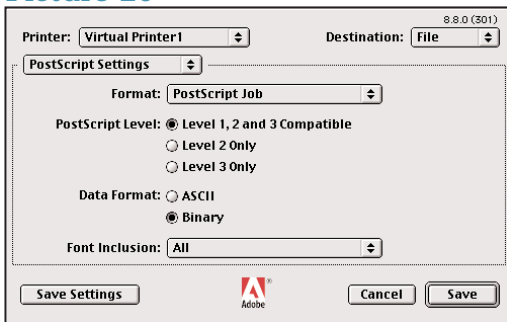 8.8.0 (301)
Printer: Virtual Printer1 Destination: File
PostScript Settings
Format: PostScript Job
PostScript Level: Level 1, 2 and 3 Compatible
Level 2 Only
Level 3 Only
Data Format: ASCII
Binary
Font Inclusion: All
Save Settings Adobe ® Cancel Save